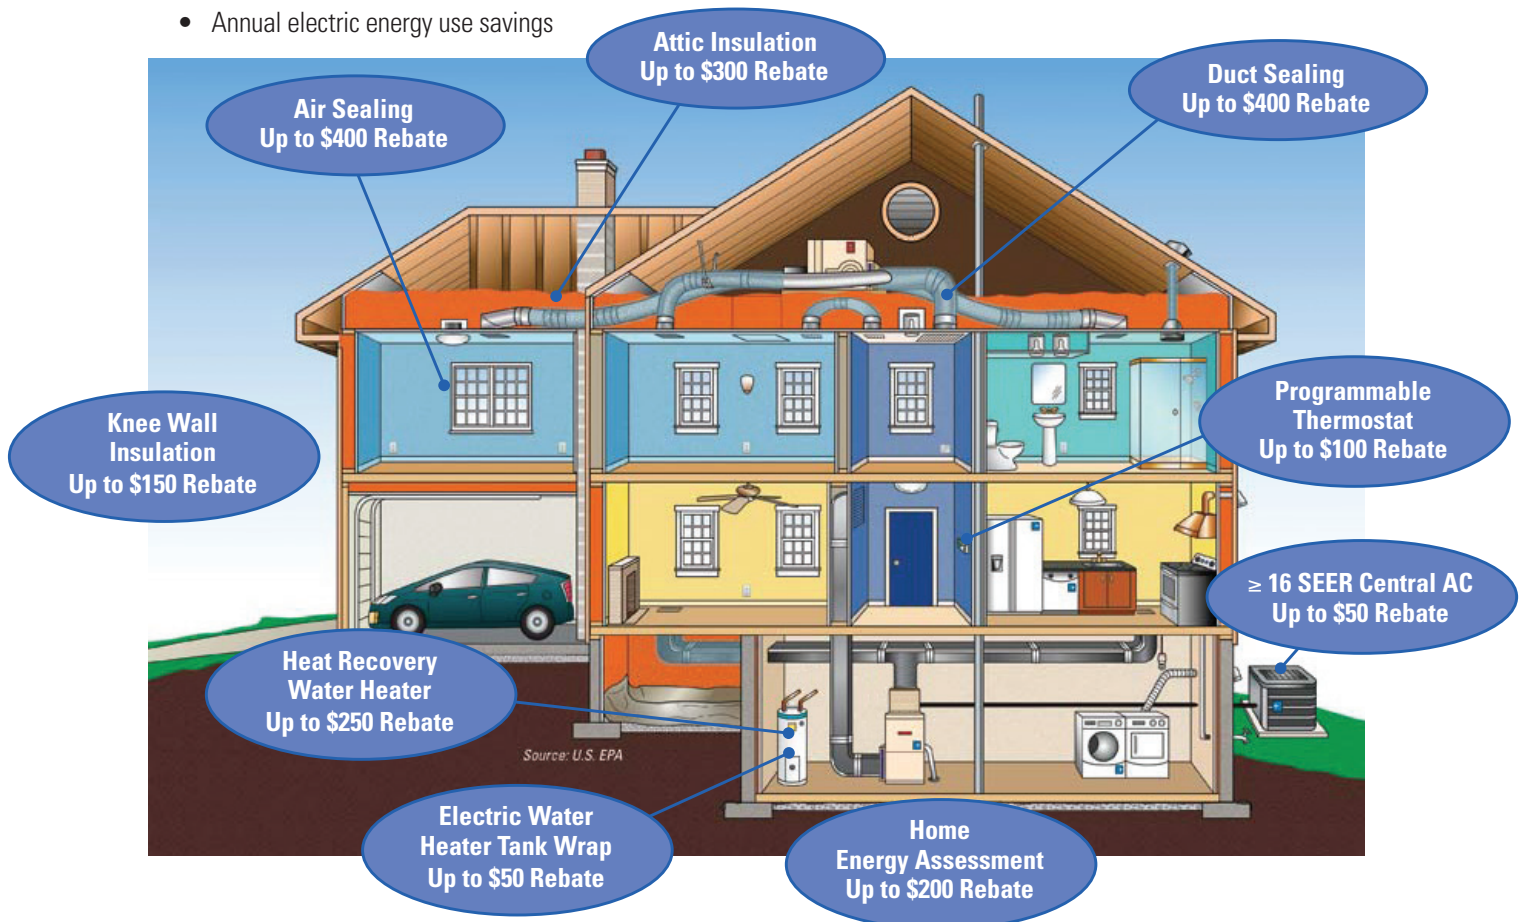 • Annual electric energy use savings
Attic Insulation
Up to $300 Rebate
Duct Sealing
Up to $400 Rebate
Air Sealing
Up to $400 Rebate
Programmable
Thermostat
Up to $100 Rebate
Knee Wall
Insulation
Up to $150 Rebate
≥ 16 SEER Central AC
Up to $50 Rebate
Heat Recovery
Water Heater
Up to $250 Rebate
Source: U.S. EPA
Electric Water
Heater Tank Wrap
Up to $50 Rebate
Home
Energy Assessment
Up to $200 Rebate